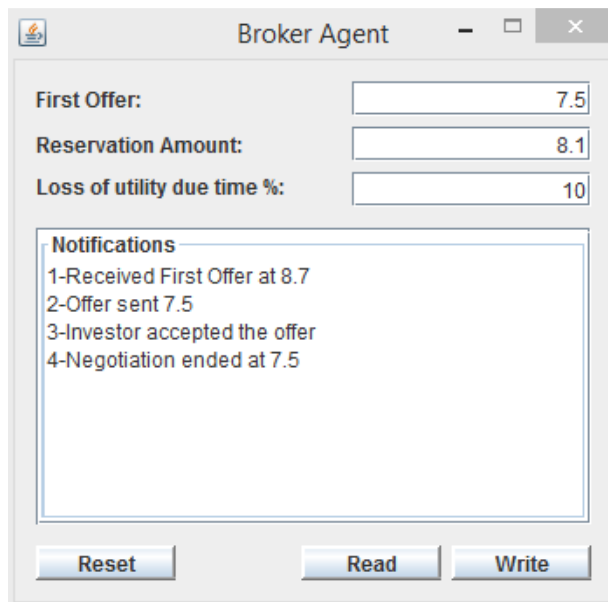 Broker Agent
First Offer: 7.5
Reservation Amount: 8.1
Loss of utility due time %: 10
Notifications
1-Received First Offer at 8.7
2-Offer sent 7.5
3-Investor accepted the offer
4-Negotiation ended at 7.5
Reset Read Write